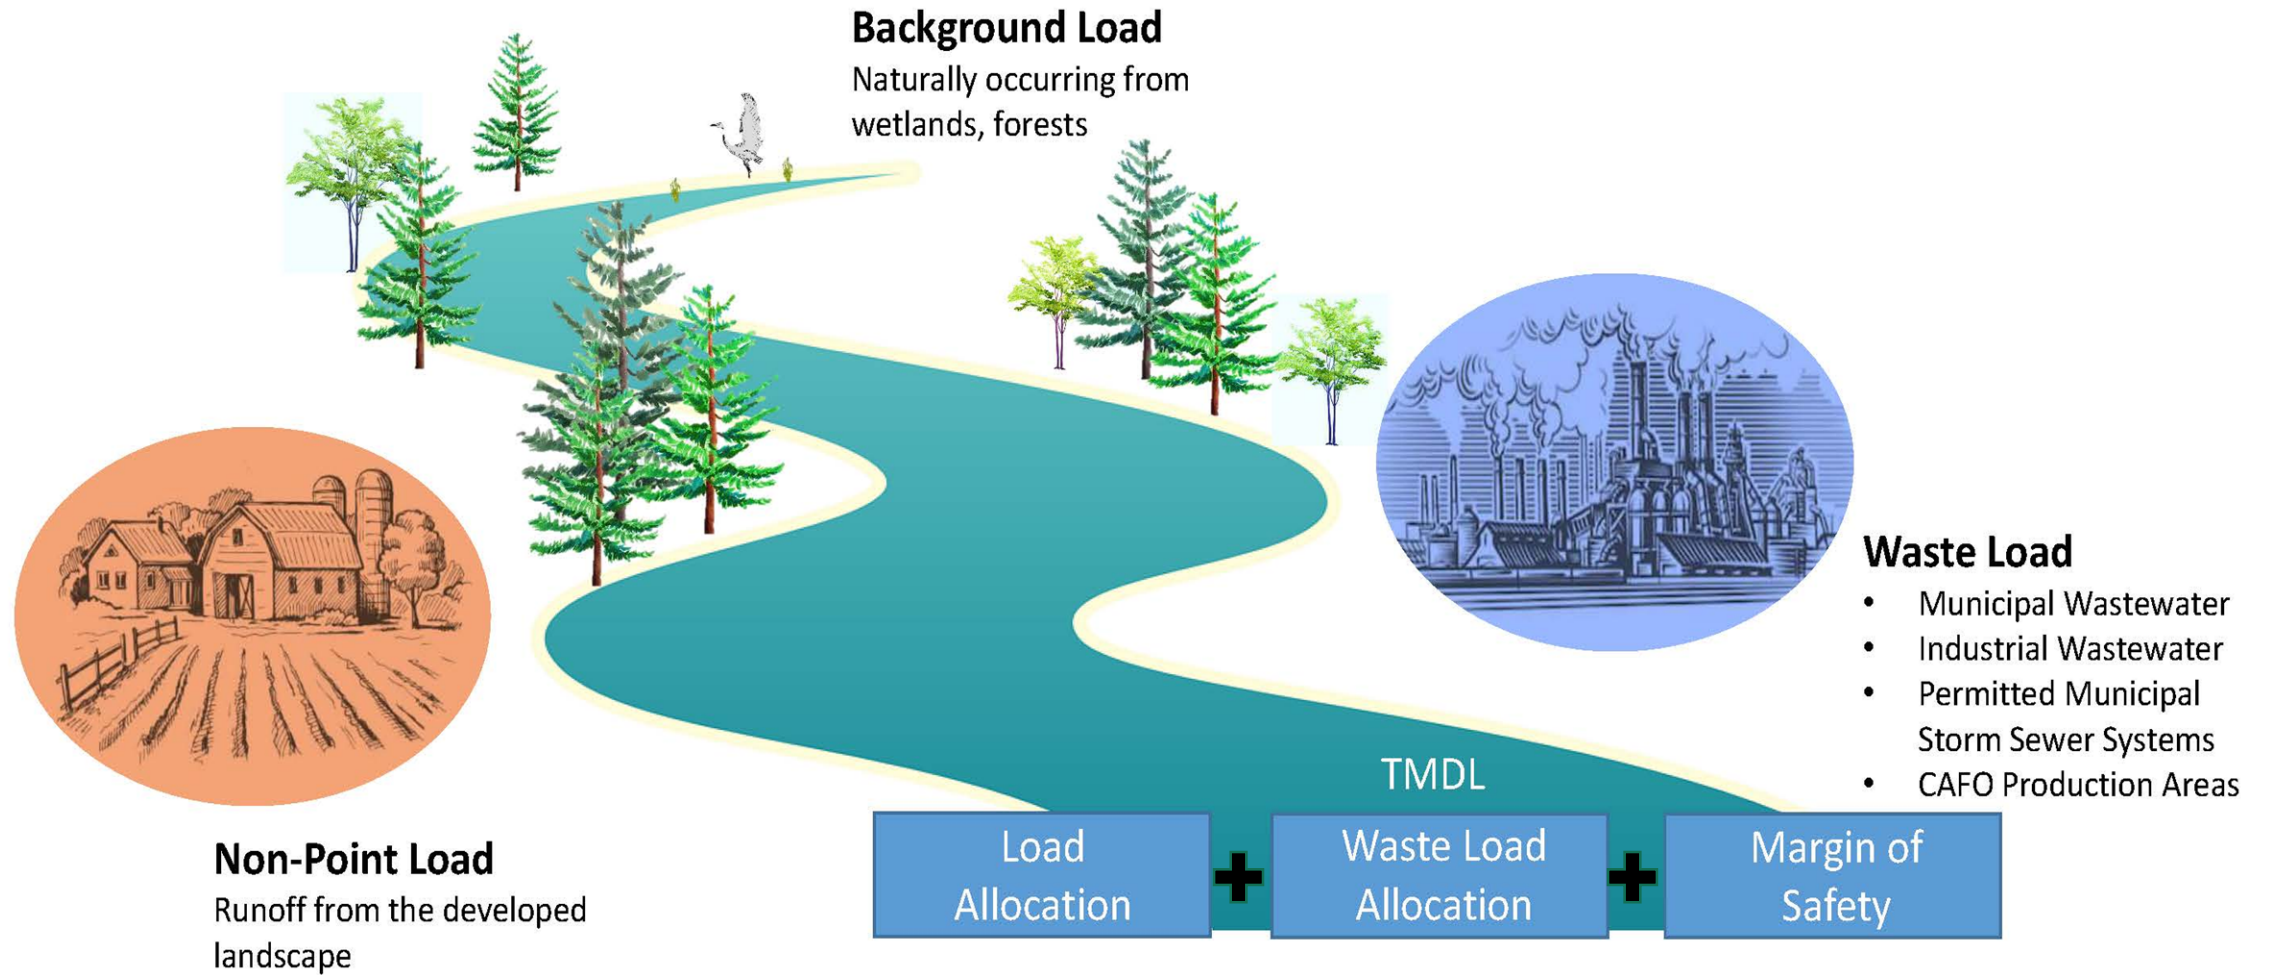 Background Load
Naturally occurring from
wetlands, forests
Waste Load
• Municipal Wastewater
• Industrial Wastewater
• Permitted Municipal
Storm Sewer Systems
• CAFO Production Areas
Non-Point Load
Runoff from the developed
landscape
TMDL
Load
Allocation
+
Waste Load
Allocation
+
Margin of
Safety